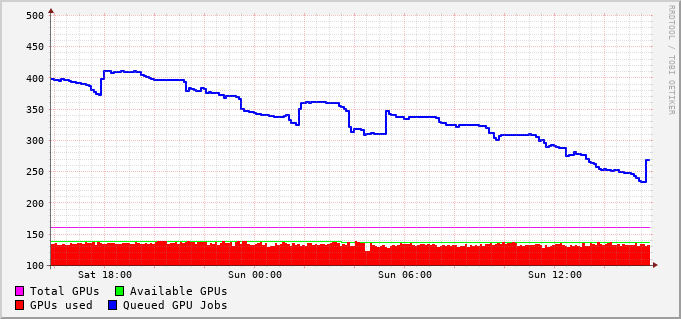 500
450
400
350
300
250
200
150
100
Sat 18:00 Sun 00:00 Sun 06:00 Sun 12:00
Total GPUs Available GPUs
GPUs used Queued GPU Jobs
RRDTOOL / TOBI OETIKER